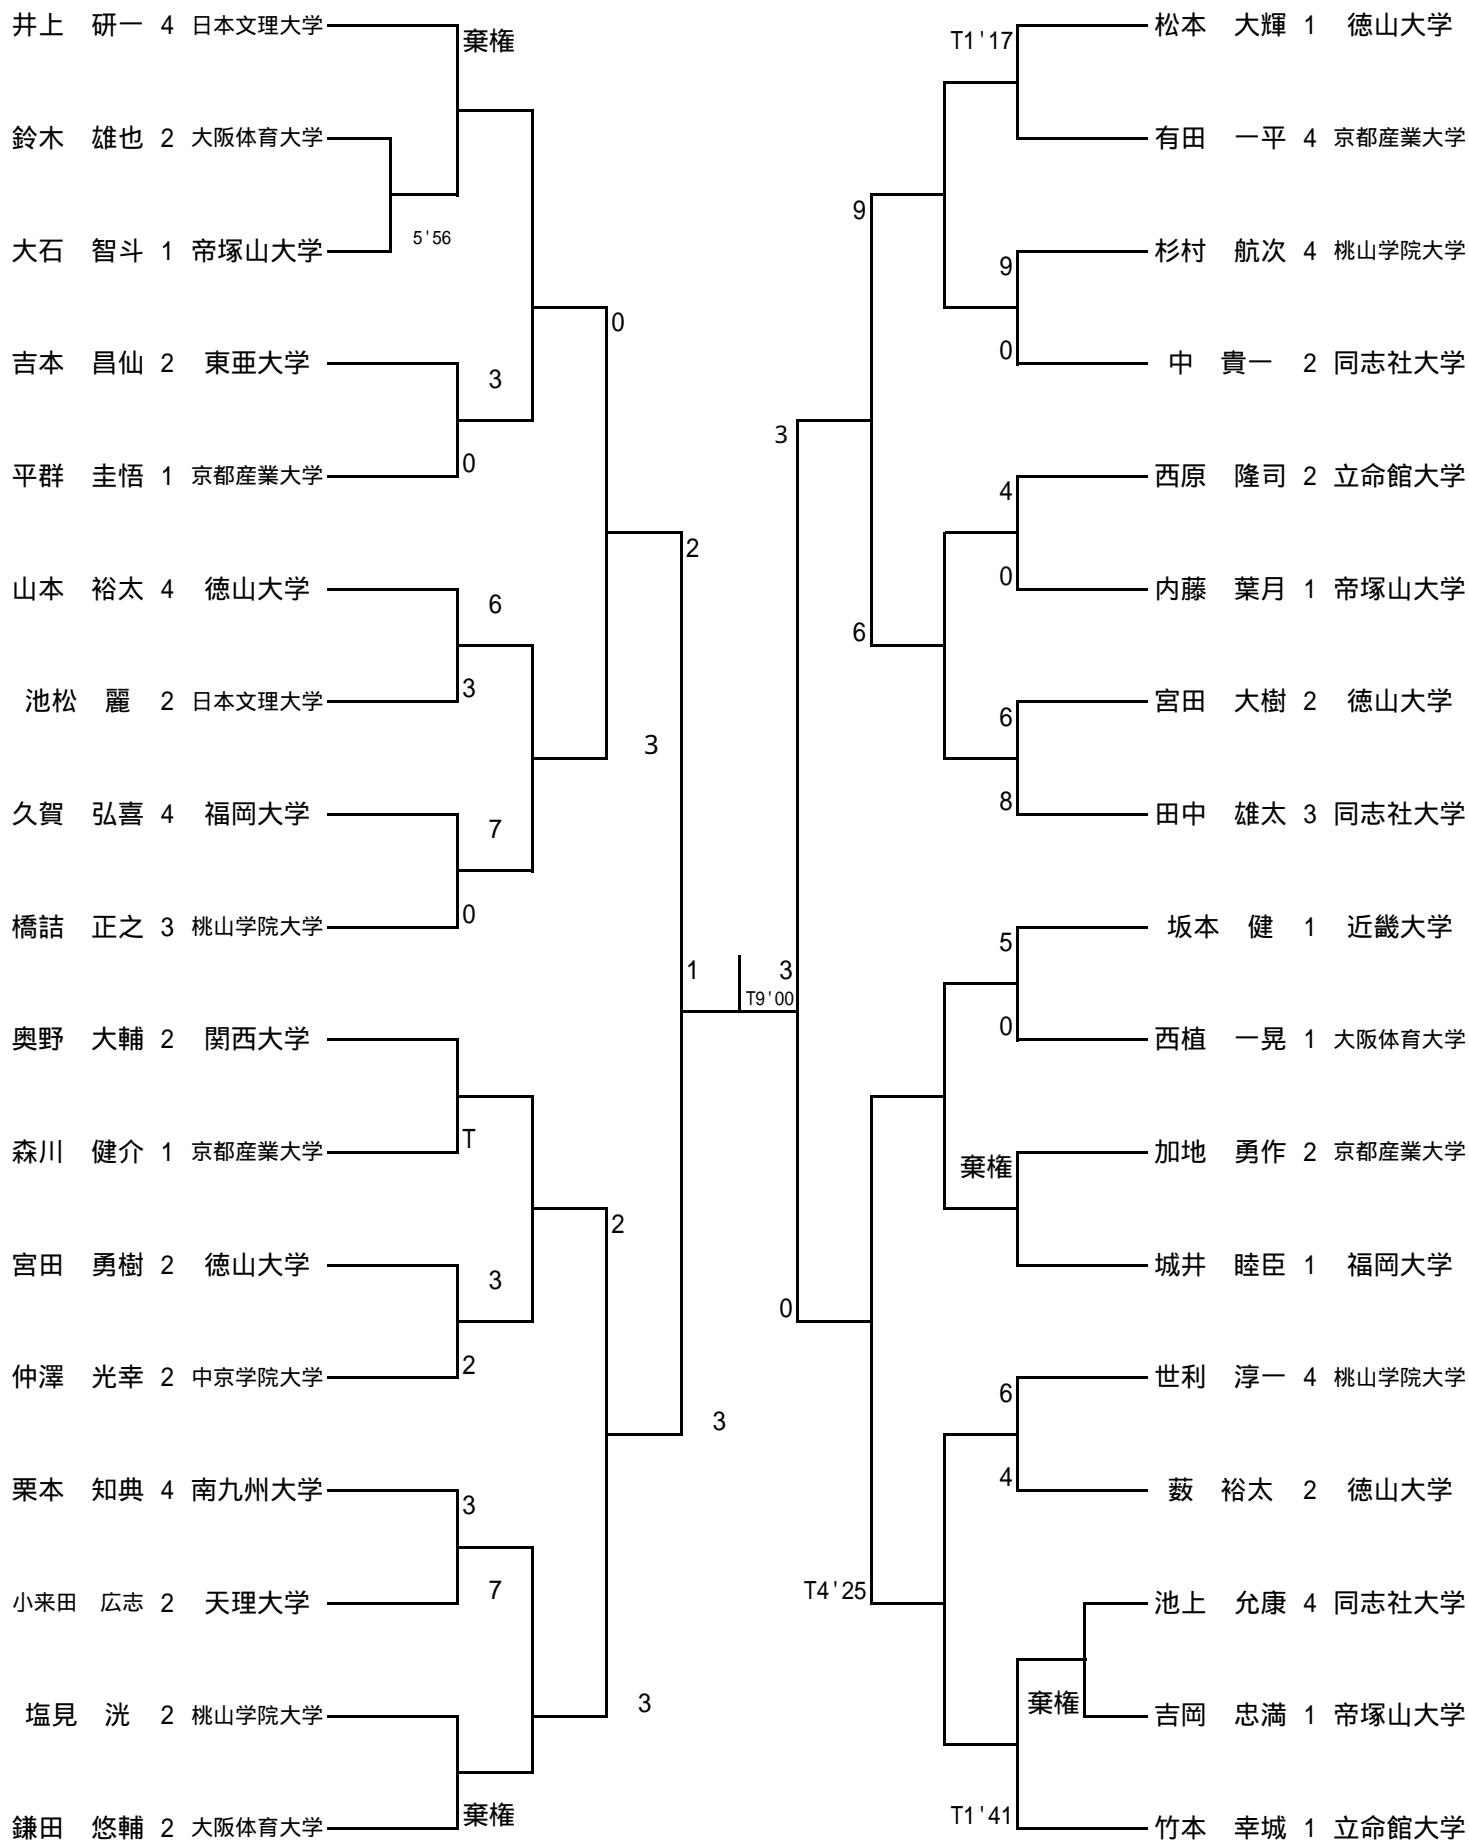 井上　研一 4 日本文理大学
棄権
鈴木　雄也 2 大阪体育大学
5'56
大石　智斗 1 帝塚山大学
0
吉本　昌仙 2 東亜大学
3
0
平群　圭悟 1 京都産業大学
2
山本　裕太 4 徳山大学
6
3
池松　麗 2 日本文理大学
3
久賀　弘喜 4 福岡大学
7
0
橋詰　正之 3 桃山学院大学
1
3
T9'00
奥野　大輔 2 関西大学
T
森川　健介 1 京都産業大学
2
宮田　勇樹 2 徳山大学
3
2
仲澤　光幸 2 中京学院大学
3
栗本　知典 4 南九州大学
3
7
小来田　広志 2 天理大学
3
塩見　洸 2 桃山学院大学
棄権
鎌田　悠輔 2 大阪体育大学
T1'17
松本　大輝 1 徳山大学
有田　一平 4 京都産業大学
9
9
杉村　航次 4 桃山学院大学
0
中　貴一 2 同志社大学
3
4
西原　隆司 2 立命館大学
0
内藤　葉月 1 帝塚山大学
6
6
宮田　大樹 2 徳山大学
8
田中　雄太 3 同志社大学
5
坂本　健 1 近畿大学
0
西植　一晃 1 大阪体育大学
棄権
加地　勇作 2 京都産業大学
城井　睦臣 1 福岡大学
0
6
世利　淳一 4 桃山学院大学
4
薮　裕太 2 徳山大学
T4'25
池上　允康 4 同志社大学
棄権
吉岡　忠満 1 帝塚山大学
T1'41
竹本　幸城 1 立命館大学